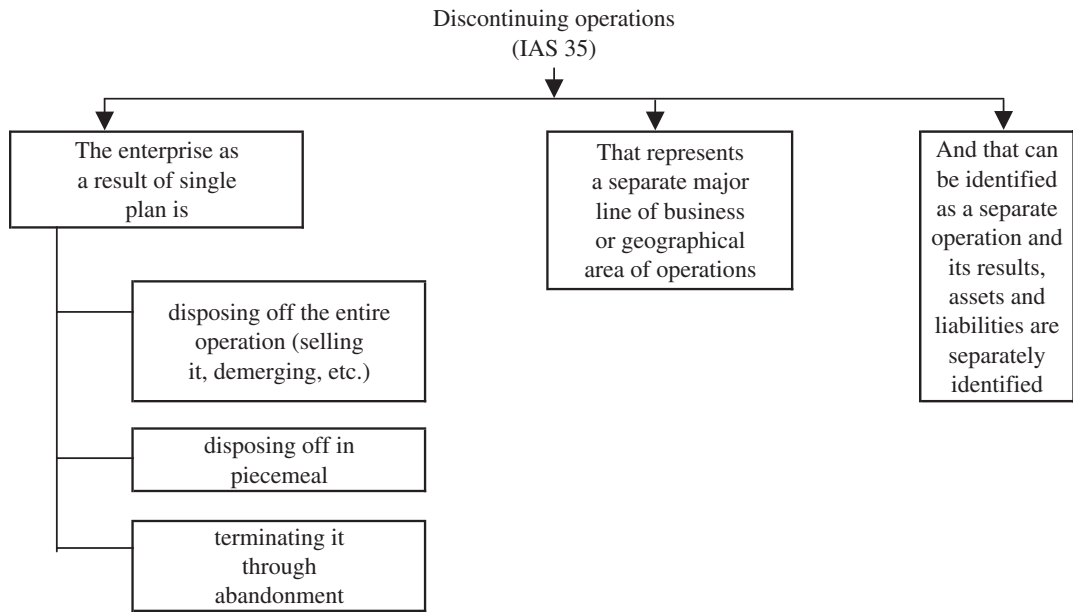 Discontinuing operations
(IAS 35)
The enterprise as
a result of single
plan is
disposing off the entire
operation (selling
it, demerging, etc.)
disposing off in
piecemeal
terminating it
through
abandonment
That represents
a separate major
line of business
or geographical
area of operations
And that can
be identified
as a separate
operation and
its results,
assets and
liabilities are
separately
identified